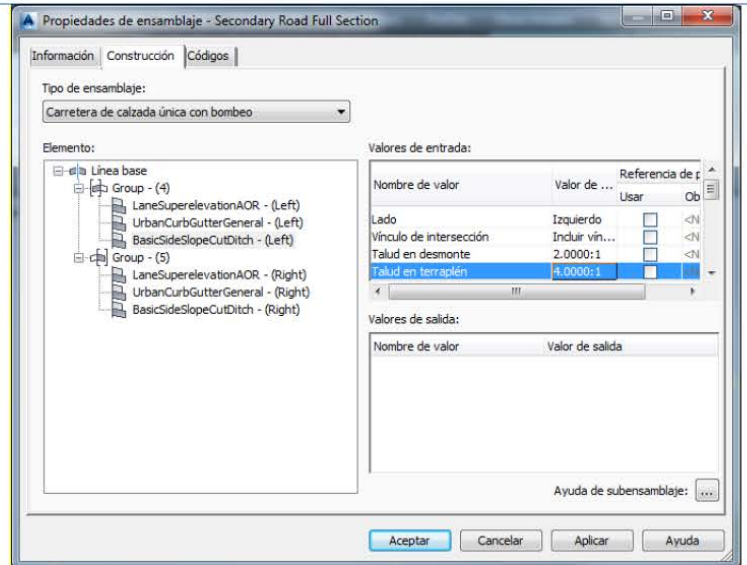 Propiedades de ensamblaje - Secondary Road Full Section
Información Construcción Códigos
Tipo de ensamblaje:
Carretera de calzada única con bombeo
Elemento:
Línea base
Group - (4)
LaneSuperelevationAOR - (Left)
UrbanCurbGutterGeneral - (Left)
BasicSideSlopeCutDitch - (Left)
Group - (5)
LaneSuperelevationAOR - (Right)
UrbanCurbGutterGeneral - (Right)
BasicSideSlopeCutDitch - (Right)
Valores de entrada:
Nombre de valor Valor de ... Referencia de p
Usar Ob
Lado Izquierdo <N
Vínculo de intersección Incluir vín... <N
Talud en desmonte 2.0000:1 <N
Talud en terraplén 4.0000:1
Valores de salida:
Nombre de valor Valor de salida
Ayuda de subensamblaje: ...
Aceptar Cancelar Aplicar Ayuda